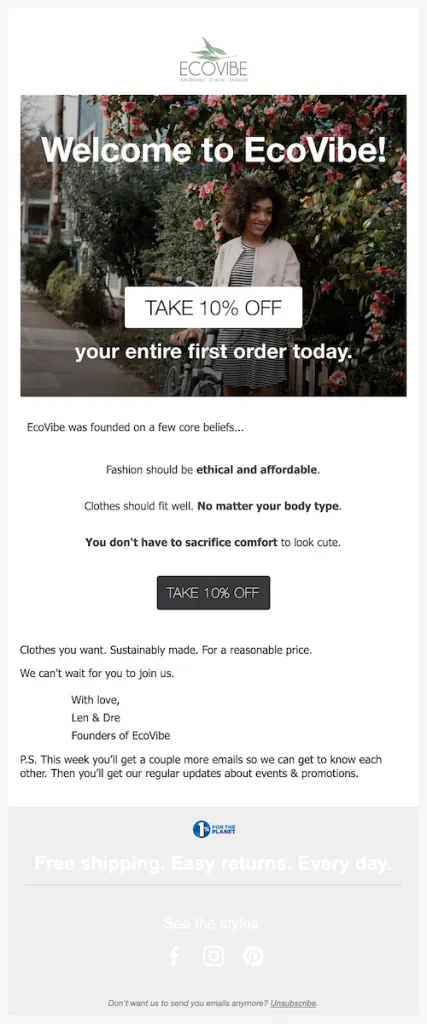 ECOVIBE
AFFORDABLE · ETHICAL · FASHION
Welcome to EcoVibe!
TAKE 10% OFF
your entire first order today.
EcoVibe was founded on a few core beliefs...
Fashion should be ethical and affordable.
Clothes should fit well. No matter your body type.
You don't have to sacrifice comfort to look cute.
TAKE 10% OFF
Clothes you want. Sustainably made. For a reasonable price.
We can't wait for you to join us.
With love,
Len & Dre
Founders of EcoVibe
P.S. This week you'll get a couple more emails so we can get to know each
other. Then you'll get our regular updates about events & promotions.
1% FOR THE
PLANET
Free shipping. Easy returns. Every day.
See the styles.
Don't want us to send you emails anymore? Unsubscribe.